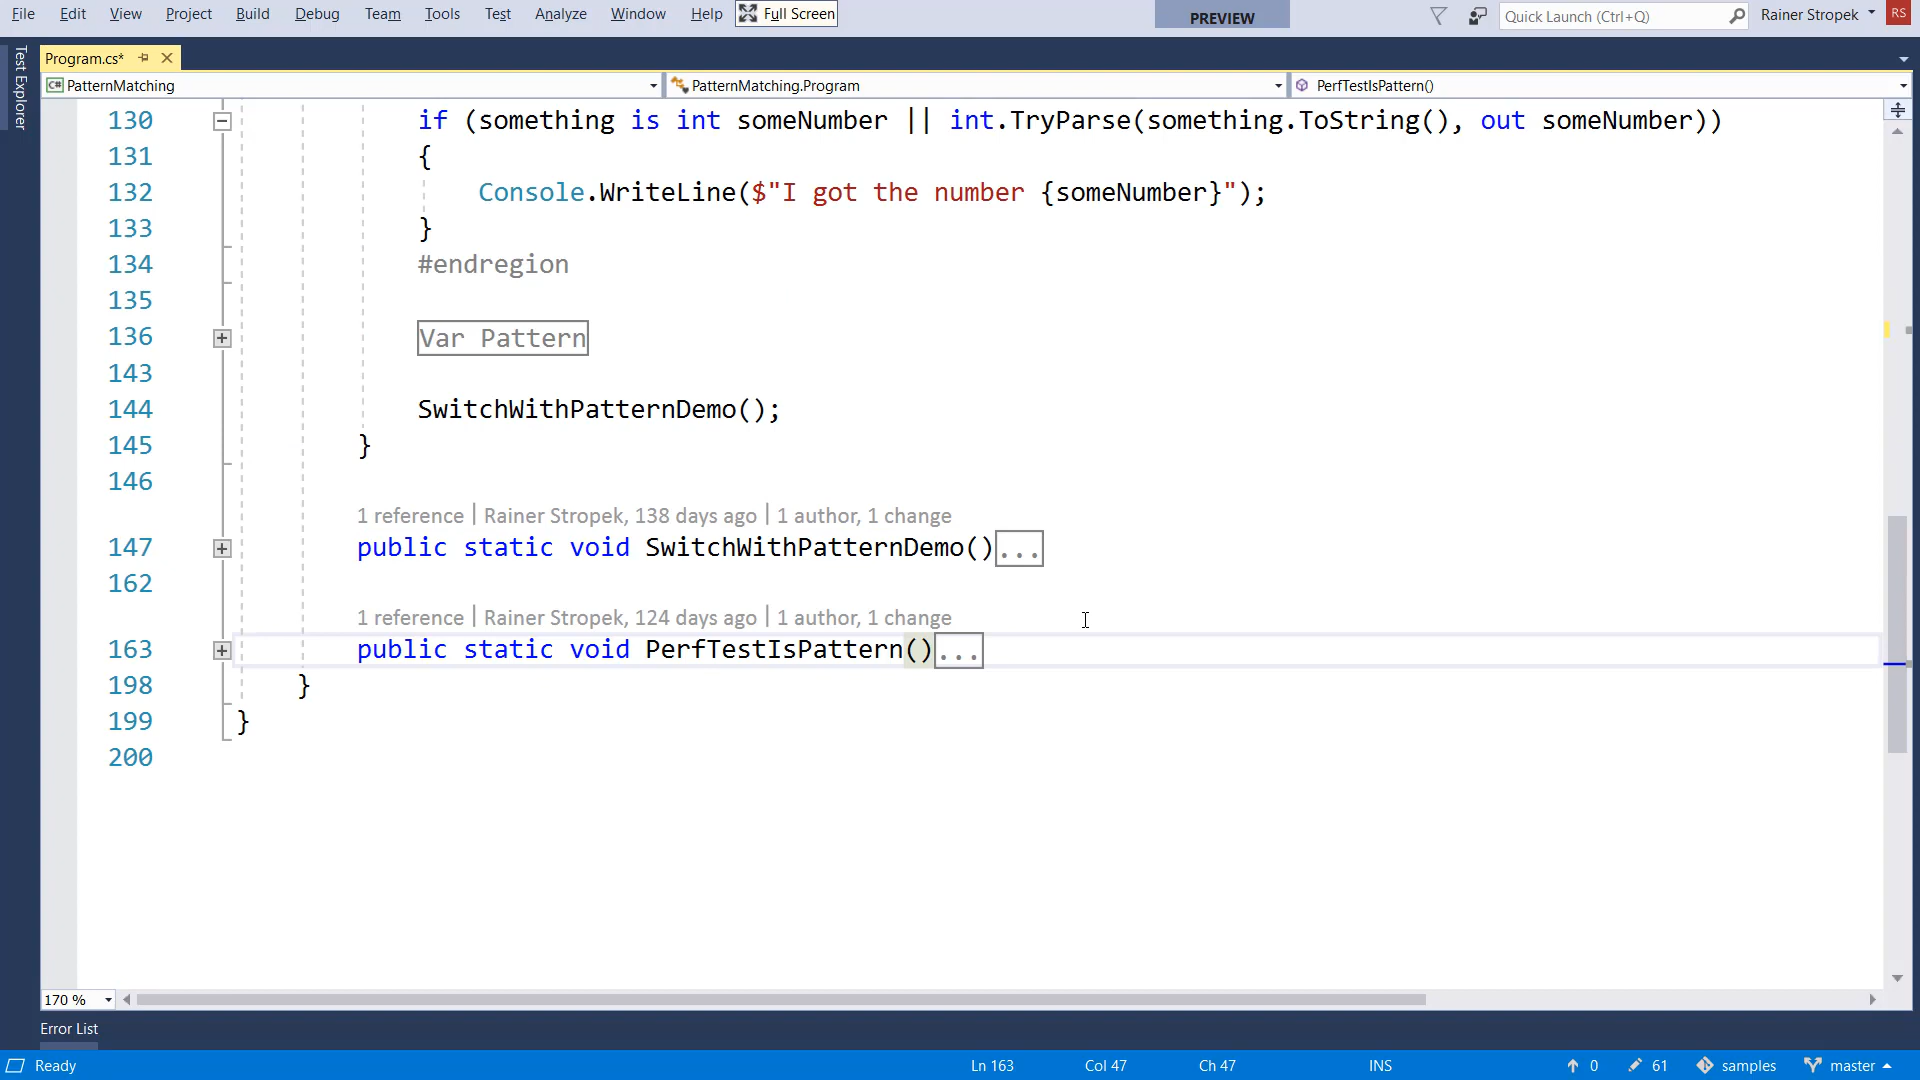 File Edit View Project Build Debug Team Tools Test Analyze Window Help Full Screen PREVIEW Quick Launch (Ctrl+Q) Rainer Stropek RS
Test Explorer
Program.cs*
C# PatternMatching PatternMatching.Program PerfTestIsPattern()
130 if (something is int someNumber || int.TryParse(something.ToString(), out someNumber))
131 {
132 Console.WriteLine($"I got the number {someNumber}");
133 }
134 #endregion
135
136 Var Pattern
143
144 SwitchWithPatternDemo();
145 }
146
1 reference | Rainer Stropek, 138 days ago | 1 author, 1 change
147 public static void SwitchWithPatternDemo()...
162
1 reference | Rainer Stropek, 124 days ago | 1 author, 1 change
163 public static void PerfTestIsPattern()...
198 }
199 }
200
170 %
Error List
Ready Ln 163 Col 47 Ch 47 INS 0 61 samples master